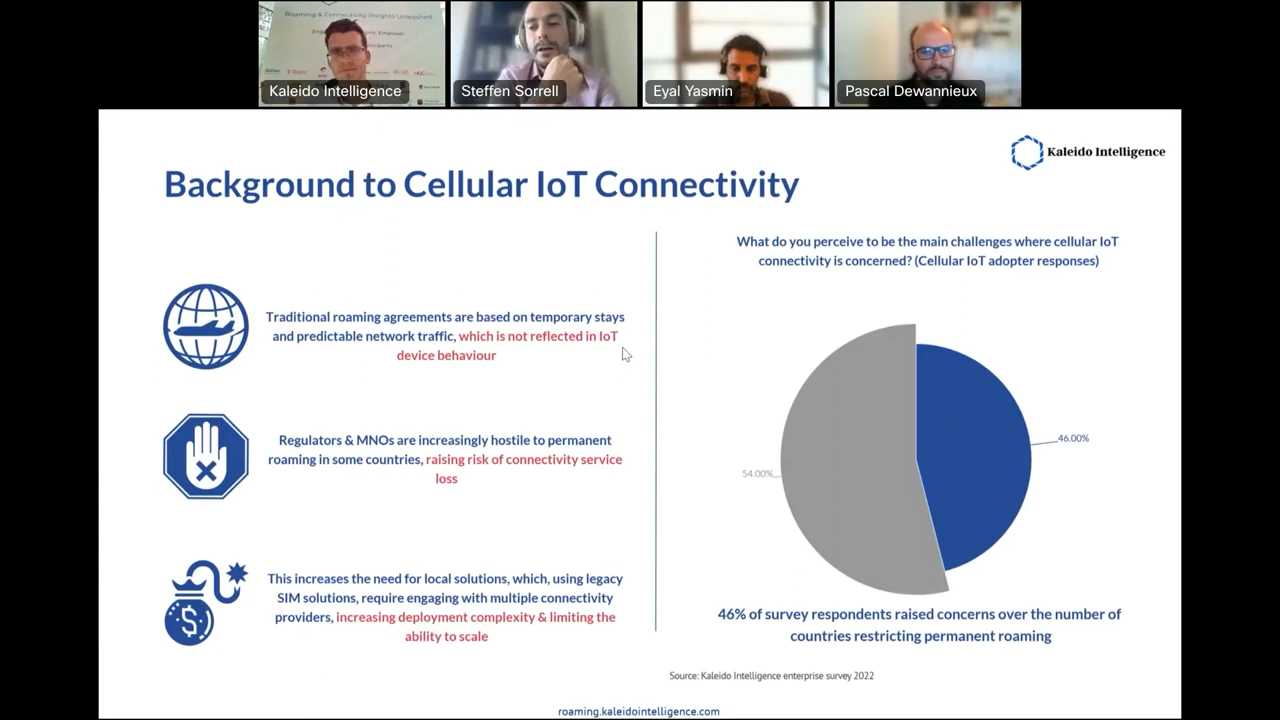 Roaming & Connectivity Insights Unleashed
Kaleido Intelligence
Steffen Sorrell
Eyal Yasmin
Pascal Dewannieux
Kaleido Intelligence
Background to Cellular IoT Connectivity
Traditional roaming agreements are based on temporary stays
and predictable network traffic, which is not reflected in IoT
device behaviour
Regulators & MNOs are increasingly hostile to permanent
roaming in some countries, raising risk of connectivity service
loss
This increases the need for local solutions, which, using legacy
SIM solutions, require engaging with multiple connectivity
providers, increasing deployment complexity & limiting the
ability to scale
What do you perceive to be the main challenges where cellular IoT
connectivity is concerned? (Cellular IoT adopter responses)
46.00%
54.00%
46% of survey respondents raised concerns over the number of
countries restricting permanent roaming
Source: Kaleido Intelligence enterprise survey 2022
roaming.kaleidointelligence.com